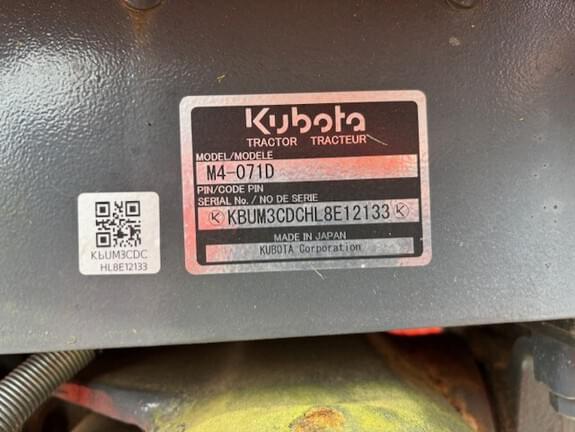 Kubota
TRACTOR TRACTEUR
MODEL/MODELE
M4-071D
PIN/CODE PIN
SERIAL No. / NO DE SERIE
KBUM3CDCHL8E12133
MADE IN JAPAN
KUBOTA Corporation
KBUM3CDC
HL8E12133